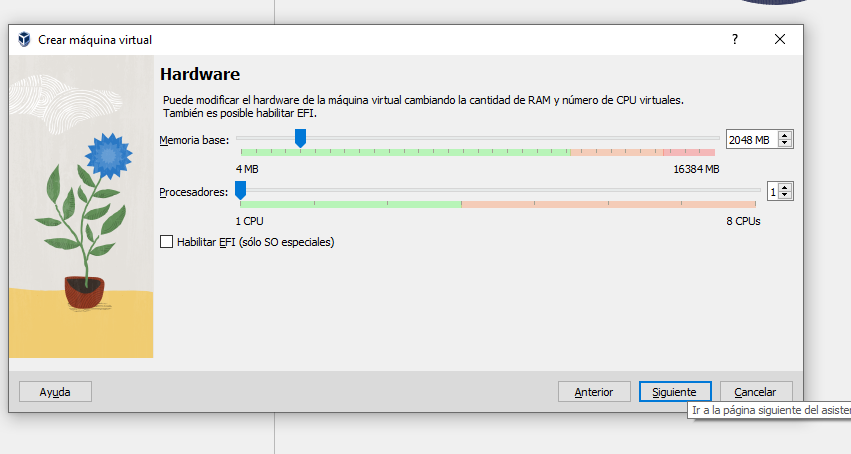 Crear máquina virtual
?
Hardware
Puede modificar el hardware de la máquina virtual cambiando la cantidad de RAM y número de CPU virtuales.
También es posible habilitar EFI.
Memoria base:
2048 MB
4 MB
16384 MB
Procesadores:
1
1 CPU
8 CPUs
Habilitar EFI (sólo SO especiales)
Ayuda
Anterior
Siguiente
Cancelar
Ir a la página siguiente del